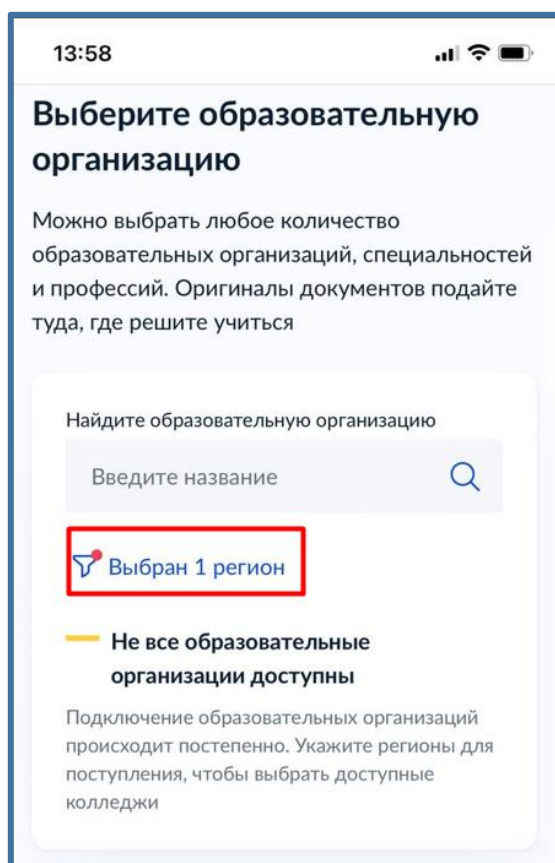 13:58
Выберите образовательную
организацию
Можно выбрать любое количество
образовательных организаций, специальностей
и профессий. Оригиналы документов подайте
туда, где решите учиться
Найдите образовательную организацию
Введите название
Выбран 1 регион
Не все образовательные
организации доступны
Подключение образовательных организаций
происходит постепенно. Укажите регионы для
поступления, чтобы выбрать доступные
колледжи